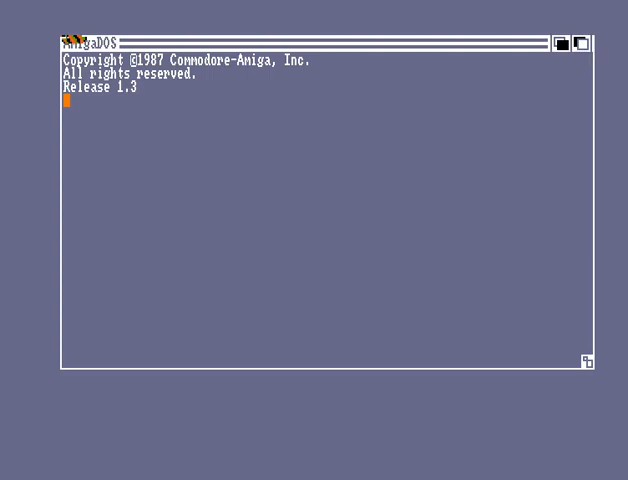 AmigaDOS
Copyright ©1987 Commodore-Amiga, Inc.
All rights reserved.
Release 1.3